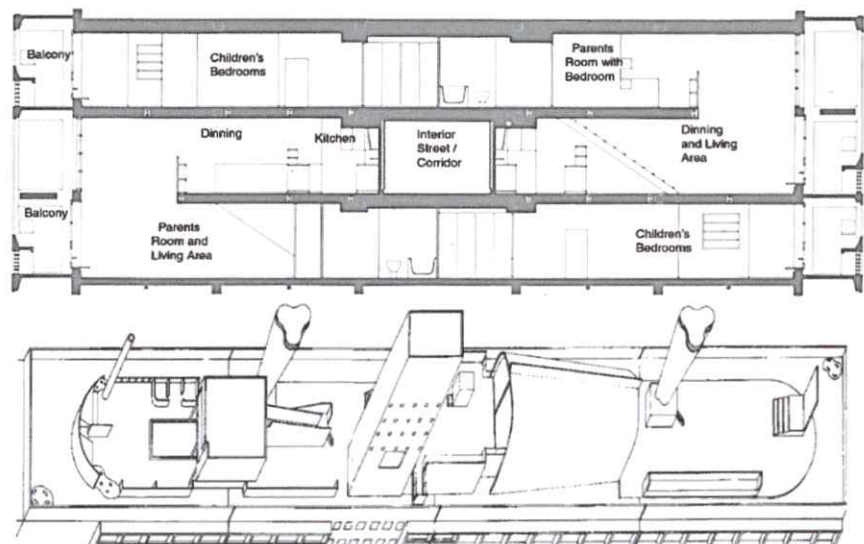 Balcony
Children's
Bedrooms
Parents
Room with
Bedroom
Dinning
Kitchen
Interior
Street /
Corridor
Dinning
and Living
Area
Balcony
Parents
Room and
Living Area
Children's
Bedrooms